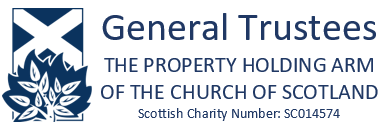 General Trustees
THE PROPERTY HOLDING ARM
OF THE CHURCH OF SCOTLAND
Scottish Charity Number: SC014574